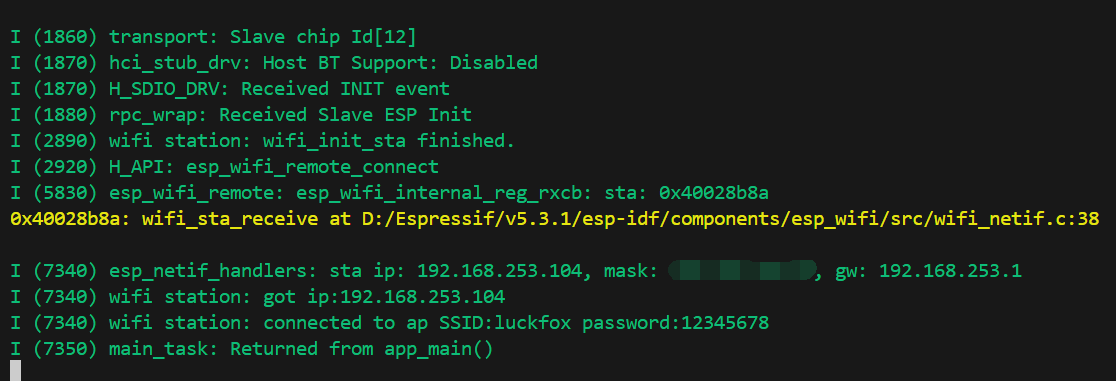 I (1860) transport: Slave chip Id[12]
I (1870) hci_stub_drv: Host BT Support: Disabled
I (1870) H_SDIO_DRV: Received INIT event
I (1880) rpc_wrap: Received Slave ESP Init
I (2890) wifi station: wifi_init_sta finished.
I (2920) H_API: esp_wifi_remote_connect
I (5830) esp_wifi_remote: esp_wifi_internal_reg_rxcb: sta: 0x40028b8a
0x40028b8a: wifi_sta_receive at D:/Espressif/v5.3.1/esp-idf/components/esp_wifi/src/wifi_netif.c:38
I (7340) esp_netif_handlers: sta ip: 192.168.253.104, mask: , gw: 192.168.253.1
I (7340) wifi station: got ip:192.168.253.104
I (7340) wifi station: connected to ap SSID:luckfox password:12345678
I (7350) main_task: Returned from app_main()